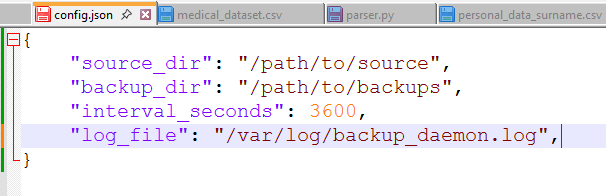 config.json medical_dataset.csv parser.py personal_data_surname.csv
{
"source_dir": "/path/to/source",
"backup_dir": "/path/to/backups",
"interval_seconds": 3600,
"log_file": "/var/log/backup_daemon.log",
}